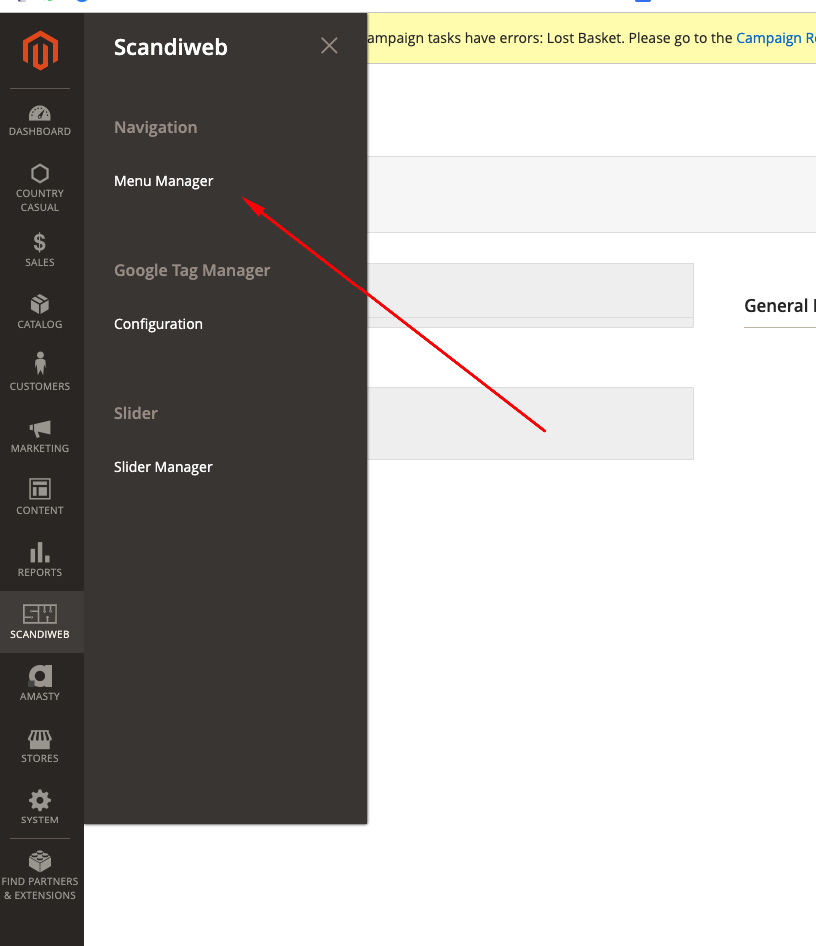 Scandiweb
ampaign tasks have errors: Lost Basket. Please go to the Campaign R
DASHBOARD
Navigation
Menu Manager
COUNTRY
CASUAL
SALES
Google Tag Manager
General
CATALOG
Configuration
CUSTOMERS
Slider
MARKETING
Slider Manager
CONTENT
REPORTS
SCANDIWEB
AMASTY
STORES
SYSTEM
FIND PARTNERS
& EXTENSIONS